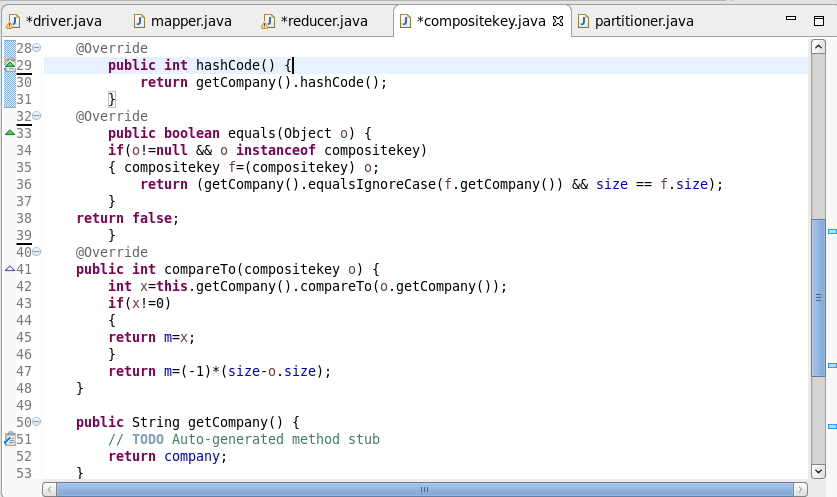 *driver.java mapper.java *reducer.java *compositekey.java partitioner.java
28 @Override
29 public int hashCode() {
30 return getCompany().hashCode();
31 }
32 @Override
33 public boolean equals(Object o) {
34 if(o!=null && o instanceof compositekey)
35 { compositekey f=(compositekey) o;
36 return (getCompany().equalsIgnoreCase(f.getCompany()) && size == f.size);
37 }
38 return false;
39 }
40 @Override
41 public int compareTo(compositekey o) {
42 int x=this.getCompany().compareTo(o.getCompany());
43 if(x!=0)
44 {
45 return m=x;
46 }
47 return m=(-1)*(size-o.size);
48 }
49
50 public String getCompany() {
51 // TODO Auto-generated method stub
52 return company;
53 }